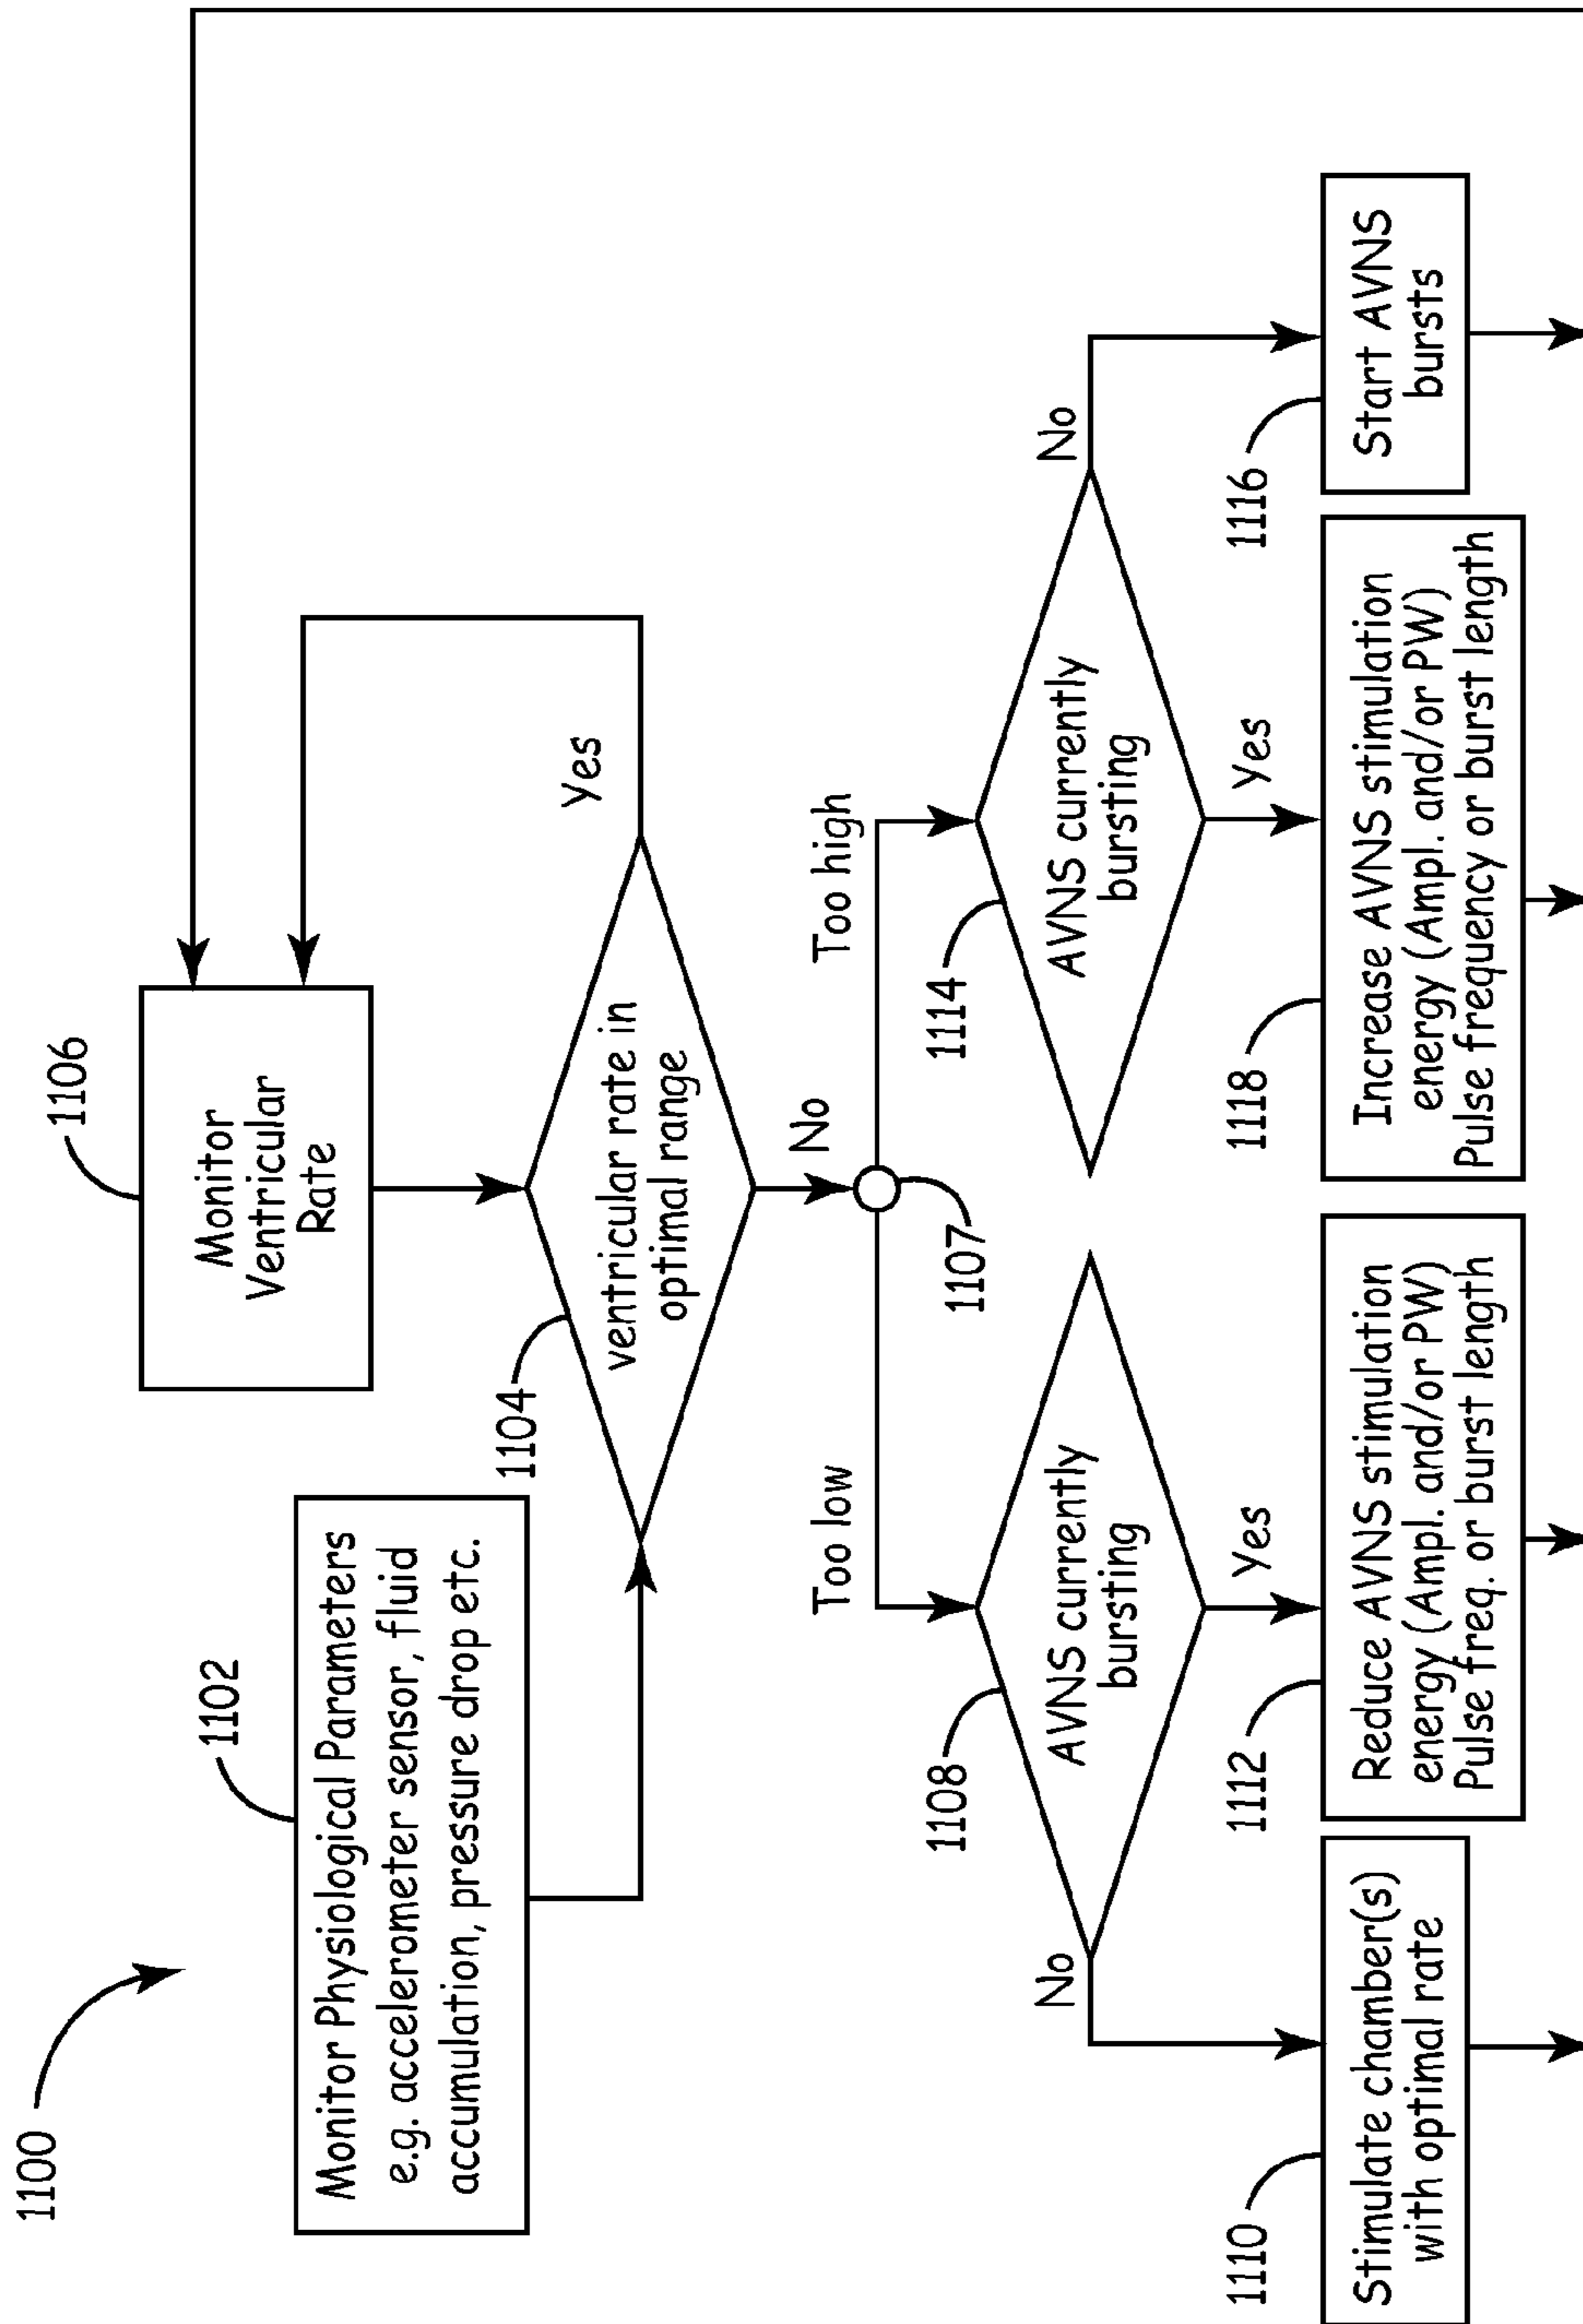 1100
1106
Monitor
Ventricular
Rate
1102
Monitor Physiological Parameters
e.g. accelerometer sensor, fluid
accumulation, pressure drop etc.
1104
ventricular rate in
optimal range
Yes
No
1107
Too low
Too high
1108
AVNS currently
bursting
1114
AVNS currently
bursting
No
Yes
Yes
No
1110
Stimulate chamber(s)
with optimal rate
1112
Reduce AVNS stimulation
energy (Ampl. and/or PW)
Pulse freq. or burst length
1118
Increase AVNS stimulation
energy (Ampl. and/or PW)
Pulse frequency or burst length
1116
Start AVNS
bursts